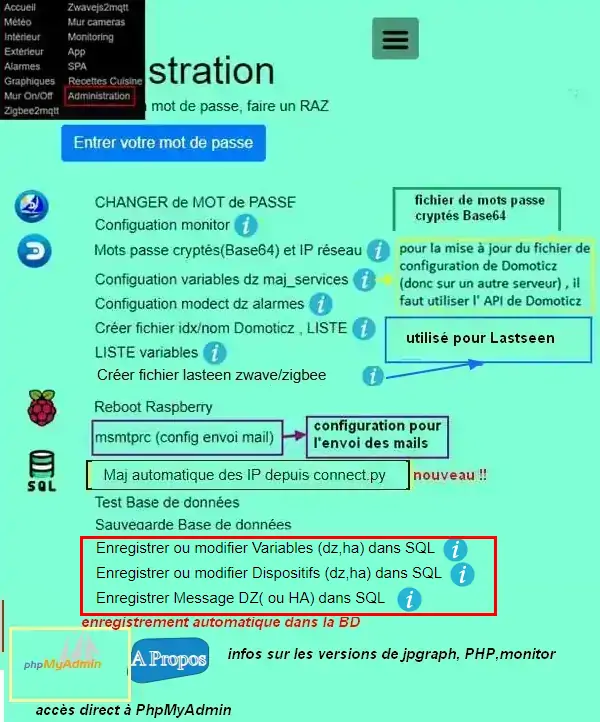 Accueil Zwavejs2mqtt
Météo Mur cameras
Intérieur Monitoring
Extérieur App
Alarmes SPA
Graphiques Recettes Cuisine
Mur On/Off Administration
Zigbee2mqtt
stration
mot de passe, faire un RAZ
Entrer votre mot de passe
CHANGER de MOT de PASSE
fichier de mots passe
cryptés Base64
Configuation monitor
Mots passe cryptés(Base64) et IP réseau
pour la mise à jour du fichier de
configuration de Domoticz
(donc sur un autre serveur) , il
faut utiliser l' API de Domoticz
Configuation variables dz maj_services
Configuation modect dz alarmes
Créer fichier idx/nom Domoticz , LISTE
utilisé pour Lastseen
LISTE variables
Créer fichier lasteen zwave/zigbee
Reboot Raspberry
msmtprc (config envoi mail)
configuration pour
l'envoi des mails
SQL
Maj automatique des IP depuis connect.py
nouveau !!
Test Base de données
Sauvegarde Base de données
Enregistrer ou modifier Variables (dz,ha) dans SQL
Enregistrer ou modifier Dispositifs (dz,ha) dans SQL
Enregistrer Message DZ( ou HA) dans SQL
enregistrement automatique dans la BD
phpMyAdmin
A Propos
infos sur les versions de jpgraph, PHP,monitor
accès direct à PhpMyAdmin